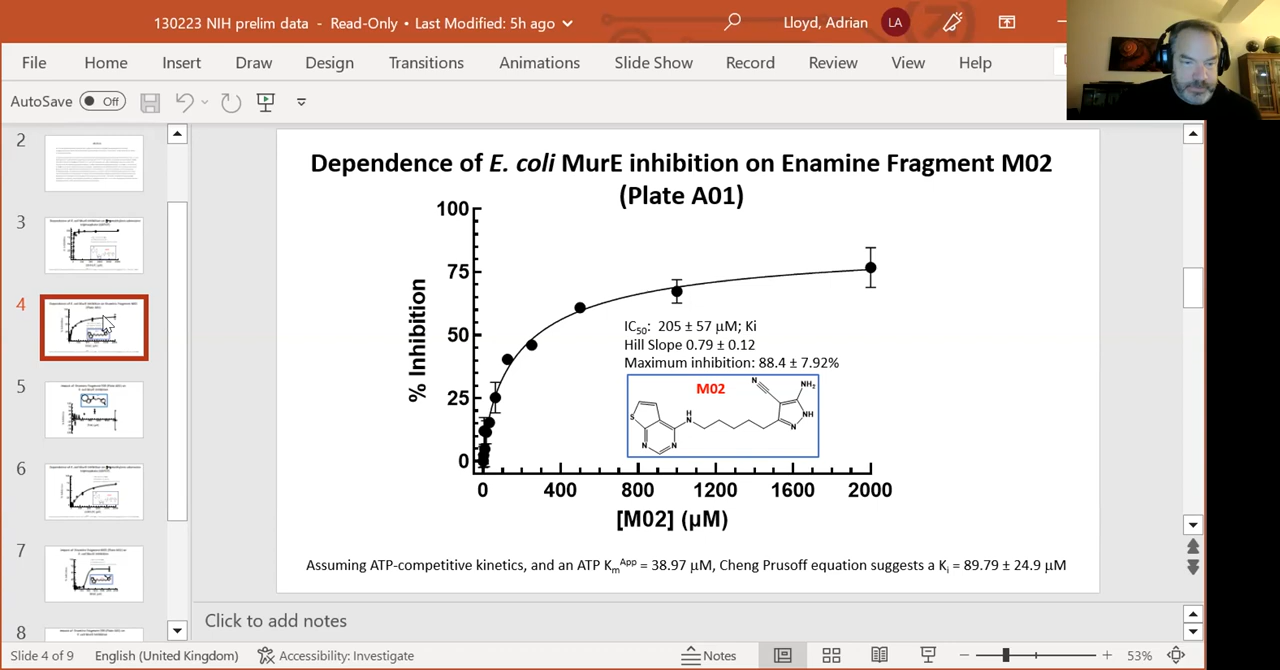 130223 NIH prelim data - Read-Only • Last Modified: 5h ago
Lloyd, Adrian LA
File Home Insert Draw Design Transitions Animations Slide Show Record Review View Help
AutoSave Off
2
3
4
5
6
7
8
Dependence of E. coli MurE inhibition on Enamine Fragment M02
(Plate A01)
100
75
50
25
0
% Inhibition
IC50: 205 ± 57 µM; Ki
Hill Slope 0.79 ± 0.12
Maximum inhibition: 88.4 ± 7.92%
M02
N
NH2
S
H
N
NH
N
N
N
0 400 800 1200 1600 2000
[M02] (µM)
Assuming ATP-competitive kinetics, and an ATP KmApp = 38.97 µM, Cheng Prusoff equation suggests a Ki = 89.79 ± 24.9 µM
Click to add notes
Slide 4 of 9 English (United Kingdom) Accessibility: Investigate Notes 53%